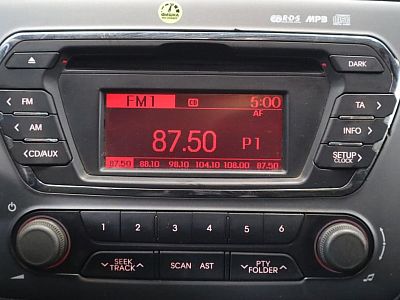 RDS MP3
DARK
FM1 CD 5:00
AF
87.50 P1
87.50 88.10 98.10 104.10 108.00 87.50
FM
AM
CD/AUX
TA
INFO
SETUP
CLOCK
1 2 3 4 5 6
SEEK
TRACK
SCAN AST
PTY
FOLDER